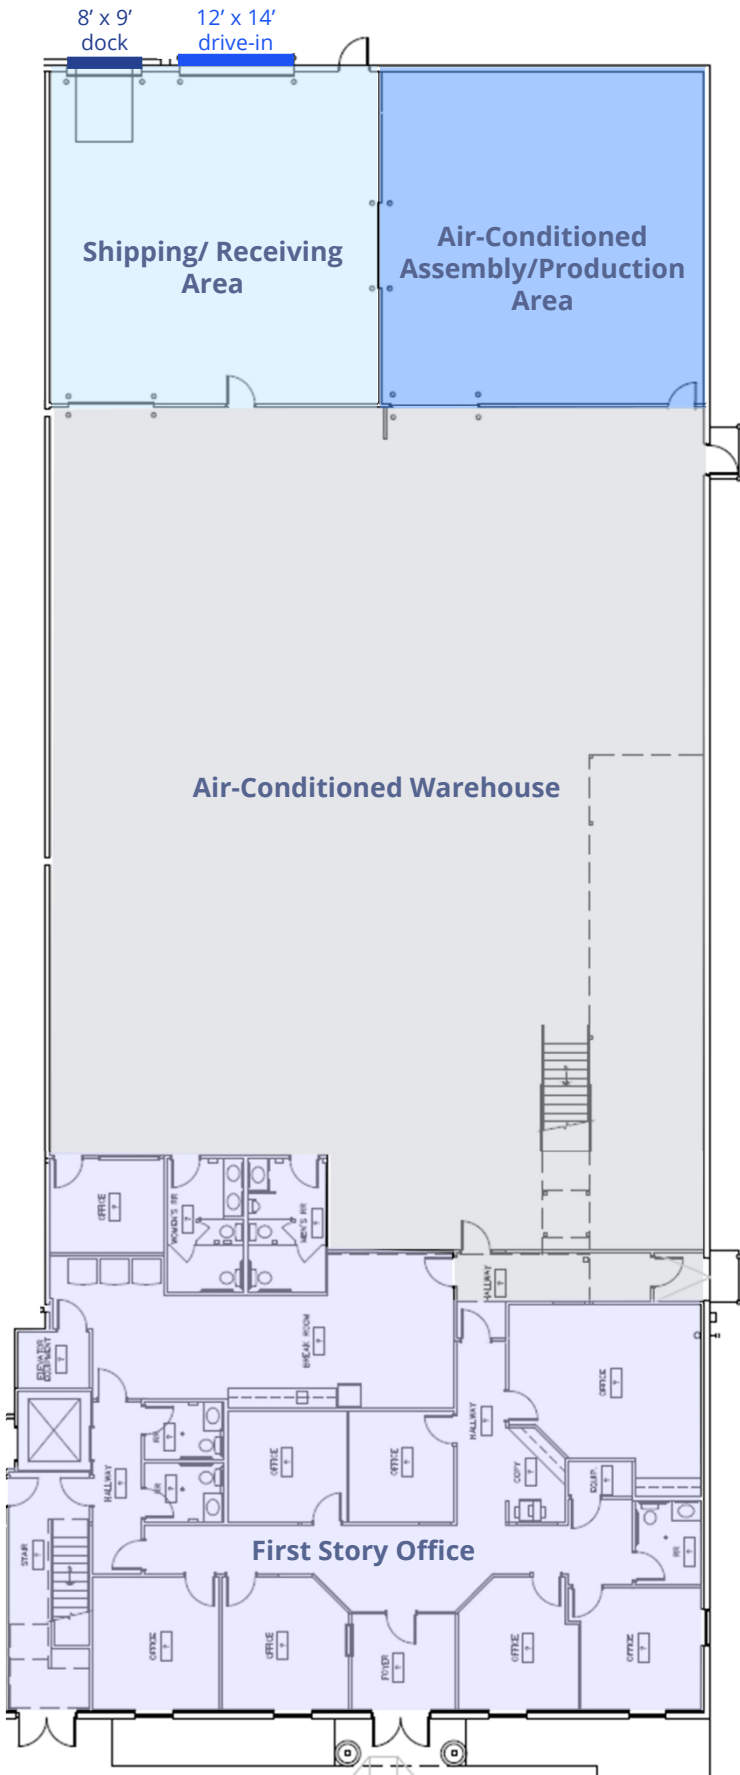 8’ x 9’
dock
12’ x 14’
drive-in
Shipping/ Receiving
Area
Air-Conditioned
Assembly/Production
Area
Air-Conditioned Warehouse
OFFICE
?
WOMEN'S RR
?
MEN'S RR
?
HALLWAY
?
ELEVATOR
EQUIPMENT
?
BREAK ROOM
?
OFFICE
?
HALLWAY
?
RR
?
OFFICE
?
OFFICE
?
COPY
?
EQUIP.
?
HALLWAY
?
RR
?
STAIR
?
First Story Office
RR
?
OFFICE
?
OFFICE
?
FOYER
?
OFFICE
?
OFFICE
?